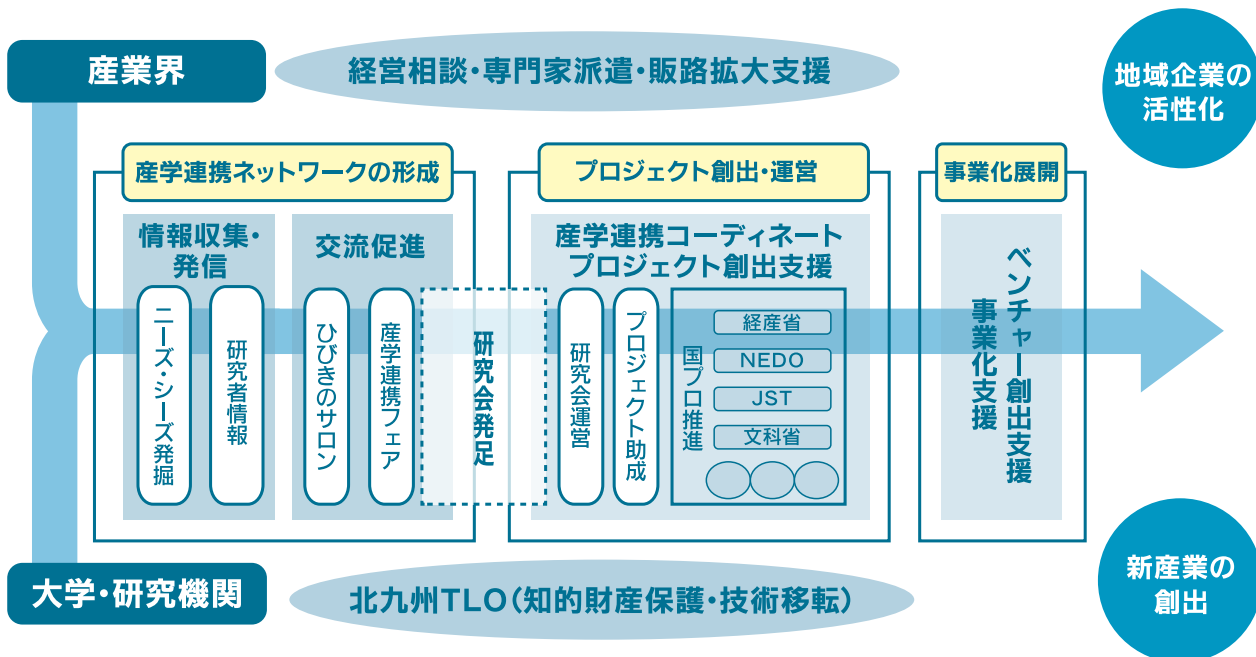 産業界
経営相談・専門家派遣・販路拡大支援
地域企業の
活性化
産学連携ネットワークの形成
プロジェクト創出・運営
事業化展開
情報収集・
発信
交流促進
産学連携コーディネート
プロジェクト創出支援
ニーズ・シーズ発掘
研究者情報
ひびきのサロン
産学連携フェア
研究会発足
研究会運営
プロジェクト助成
国プロ推進
経産省
NEDO
JST
文科省
ベンチャー創出支援
事業化支援
大学・研究機関
北九州TLO(知的財産保護・技術移転)
新産業の
創出